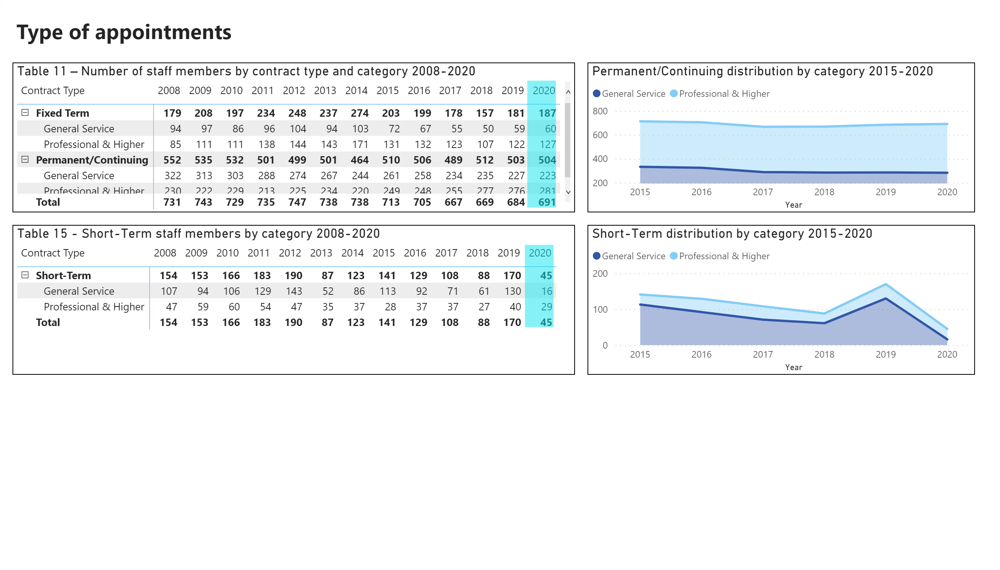 Type of appointments
Table 11 – Number of staff members by contract type and category 2008-2020
Contract Type 2008 2009 2010 2011 2012 2013 2014 2015 2016 2017 2018 2019 2020
Fixed Term 179 208 197 234 248 237 274 203 199 178 157 181 187
General Service 94 97 86 96 104 94 103 72 67 55 50 59 60
Professional & Higher 85 111 111 138 144 143 171 131 132 123 107 122 127
Permanent/Continuing 552 535 532 501 499 501 464 510 506 489 512 503 504
General Service 322 313 303 288 274 267 244 261 258 234 235 227 223
Professional & Higher 230 222 229 213 225 234 220 249 248 255 277 276 281
Total 731 743 729 735 747 738 738 713 705 667 669 684 691
Permanent/Continuing distribution by category 2015-2020
General Service Professional & Higher
800
600
400
200
2015 2016 2017 2018 2019 2020
Year
Table 15 - Short-Term staff members by category 2008-2020
Contract Type 2008 2009 2010 2011 2012 2013 2014 2015 2016 2017 2018 2019 2020
Short-Term 154 153 166 183 190 87 123 141 129 108 88 170 45
General Service 107 94 106 129 143 52 86 113 92 71 61 130 16
Professional & Higher 47 59 60 54 47 35 37 28 37 37 27 40 29
Total 154 153 166 183 190 87 123 141 129 108 88 170 45
Short-Term distribution by category 2015-2020
General Service Professional & Higher
200
100
0
2015 2016 2017 2018 2019 2020
Year